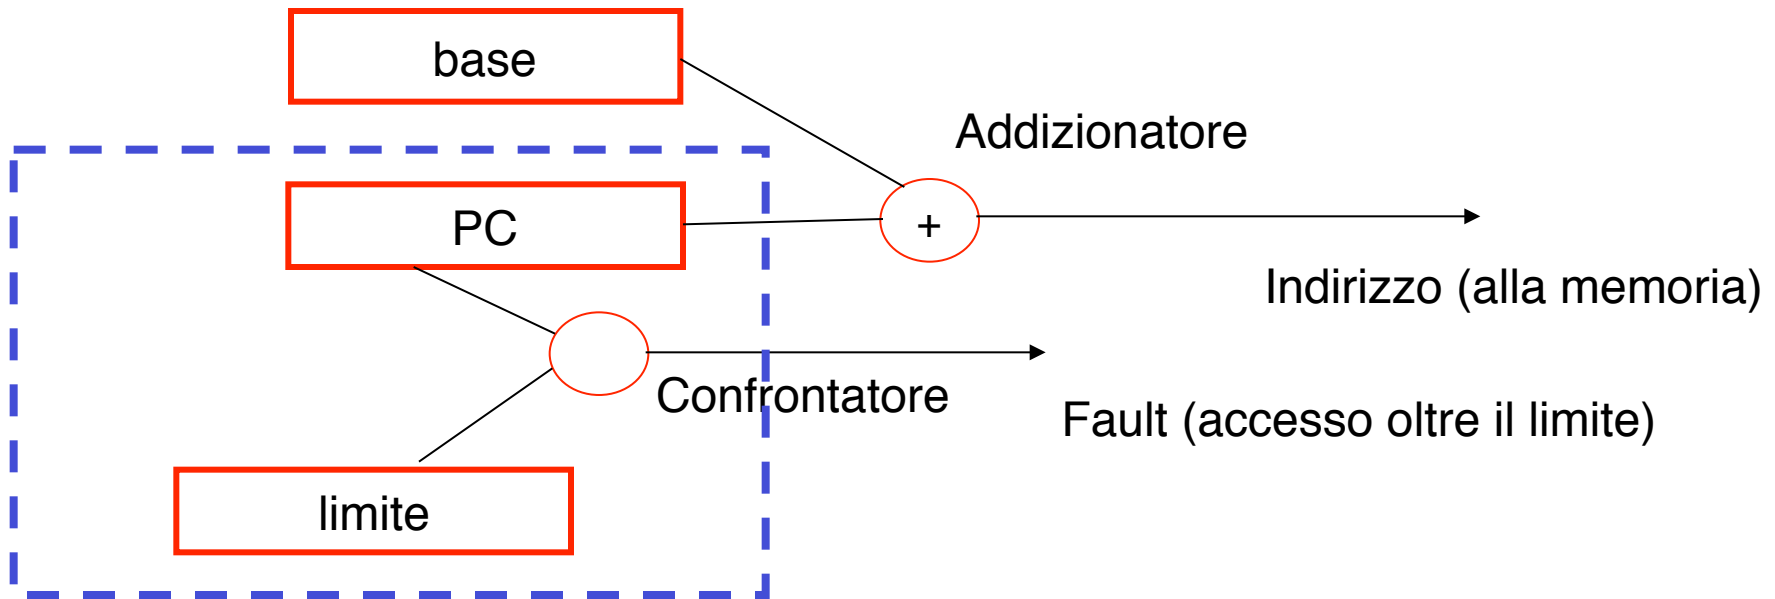 base
Addizionatore
PC
+
Indirizzo (alla memoria)
Confrontatore
Fault (accesso oltre il limite)
limite